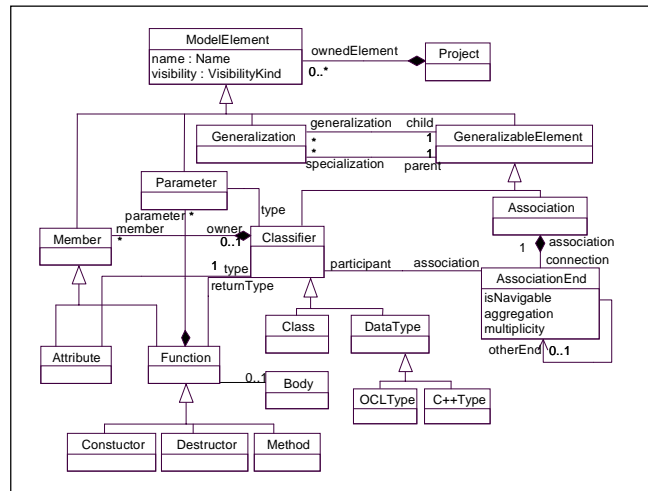 ModelElement
name : Name
visibility : VisibilityKind
ownedElement
0..*
Project
Generalization
generalization
child
*
1
*
1
specialization
parent
GeneralizableElement
Parameter
parameter
*
type
Association
Member
member
*
owner
0..1
Classifier
1
association
connection
1
type
returnType
participant
association
AssociationEnd
isNavigable
aggregation
multiplicity
otherEnd
0..1
Attribute
Function
0..1
Body
Class
DataType
OCLType
C++Type
Constuctor
Destructor
Method